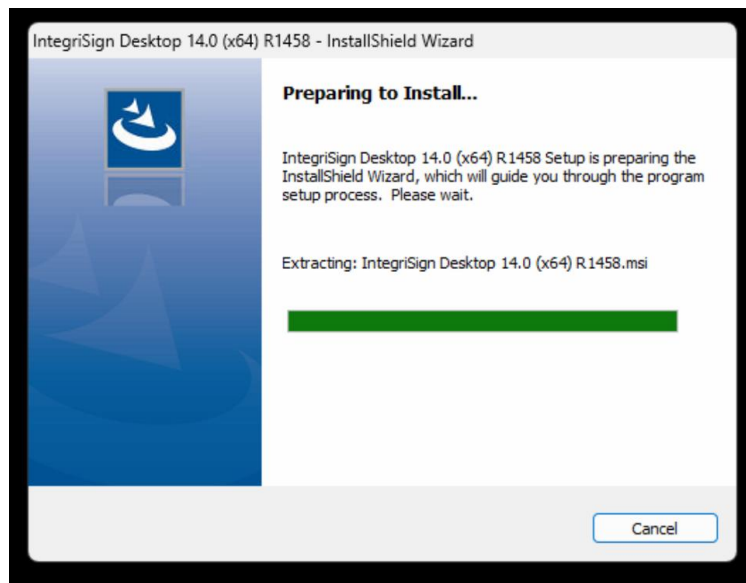 IntegriSign Desktop 14.0 (x64) R1458 - InstallShield Wizard
Preparing to Install...
IntegriSign Desktop 14.0 (x64) R1458 Setup is preparing the
InstallShield Wizard, which will guide you through the program
setup process. Please wait.
Extracting: IntegriSign Desktop 14.0 (x64) R1458.msi
Cancel